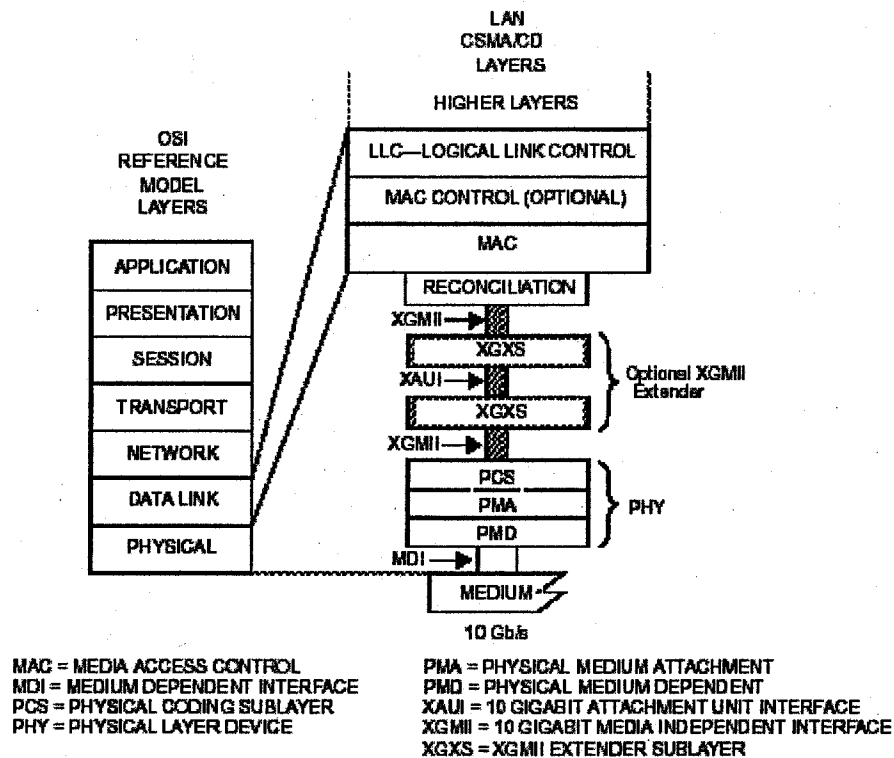 LAN
CSMA/CD
LAYERS
HIGHER LAYERS
OSI
REFERENCE
MODEL
LAYERS
LLC—LOGICAL LINK CONTROL
MAC CONTROL (OPTIONAL)
MAC
RECONCILIATION
APPLICATION
PRESENTATION
SESSION
TRANSPORT
NETWORK
DATA LINK
PHYSICAL
XGMII
XGXS
XAUI
XGXS
Optional XGMII
Extender
XGMII
PCS
PMA
PMD
PHY
MDI
MEDIUM
10 Gb/s
MAC = MEDIA ACCESS CONTROL
MDI = MEDIUM DEPENDENT INTERFACE
PCS = PHYSICAL CODING SUBLAYER
PHY = PHYSICAL LAYER DEVICE
PMA = PHYSICAL MEDIUM ATTACHMENT
PMD = PHYSICAL MEDIUM DEPENDENT
XAUI = 10 GIGABIT ATTACHMENT UNIT INTERFACE
XGMII = 10 GIGABIT MEDIA INDEPENDENT INTERFACE
XGXS = XGMII EXTENDER SUBLAYER